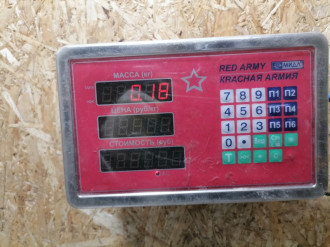 МАССА (кг)
0.18
ЦЕНА (руб/кг)
СТОИМОСТЬ (руб)
RED ARMY
КРАСНАЯ АРМИЯ
7 8 9 П1 П2
4 5 6 П3 П4
1 2 3 П5 П6
0
T